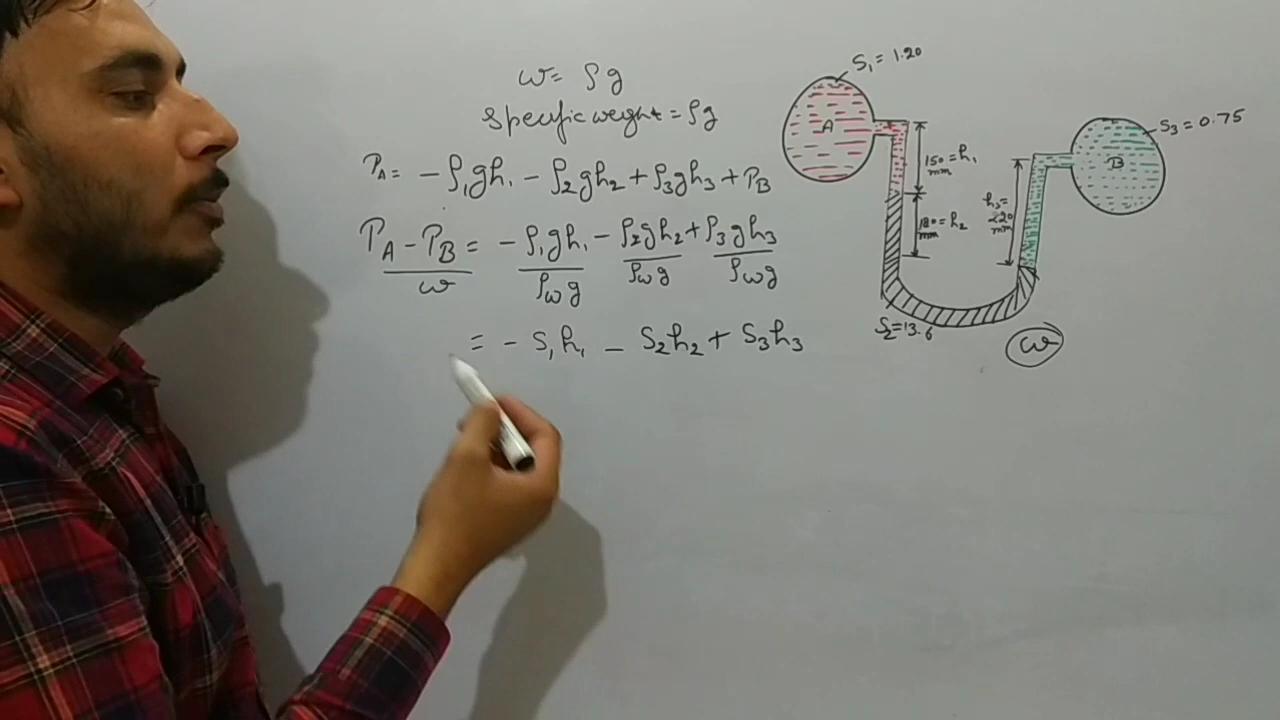 w = ρg
Specific weight = ρg
P_A = - ρ₁gh₁ - ρ₂gh₂ + ρ₃gh₃ + P_B
(P_A - P_B)/w = - ρ₁gh₁/(ρ_w g) - ρ₂gh₂/(ρ_w g) + ρ₃gh₃/(ρ_w g)
= - S₁h₁ - S₂h₂ + S₃h₃
S₁ = 1.20
A
150 = h₁
mm
180 = h₂
mm
S₂ = 13.6
h₃ =
220
mm
B
S₃ = 0.75
w